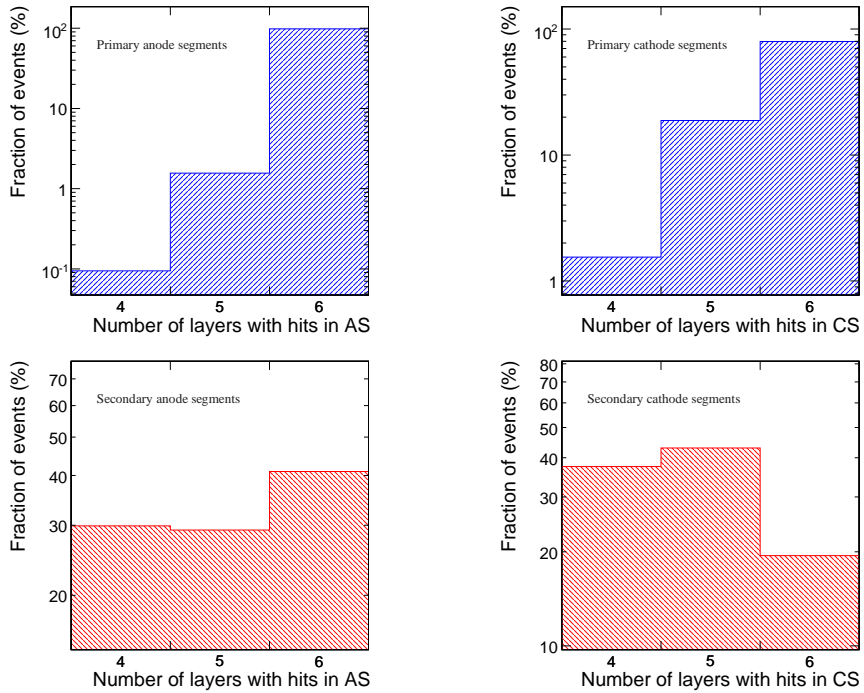 Fraction of events (%)
10²
10
1
10⁻¹
Primary anode segments
4 5 6
Number of layers with hits in AS
Fraction of events (%)
10²
10
1
Primary cathode segments
4 5 6
Number of layers with hits in CS
Fraction of events (%)
70
60
50
40
30
20
Secondary anode segments
4 5 6
Number of layers with hits in AS
Fraction of events (%)
80
70
60
50
40
30
20
10
Secondary cathode segments
4 5 6
Number of layers with hits in CS